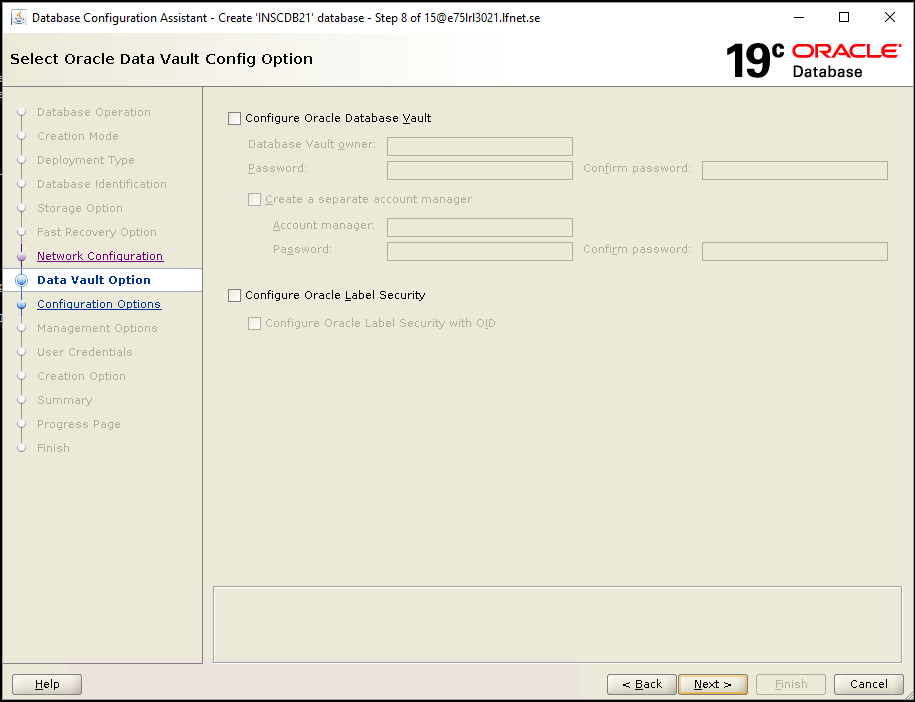 Database Configuration Assistant - Create 'INSCDB21' database - Step 8 of 15@e75lrl3021.lfnet.se
Select Oracle Data Vault Config Option
19c ORACLE
Database
Database Operation
Creation Mode
Deployment Type
Database Identification
Storage Option
Fast Recovery Option
Network Configuration
Data Vault Option
Configuration Options
Management Options
User Credentials
Creation Option
Summary
Progress Page
Finish
Configure Oracle Database Vault
Database Vault owner:
Password: Confirm password:
Create a separate account manager
Account manager:
Password: Confirm password:
Configure Oracle Label Security
Configure Oracle Label Security with OID
Help < Back Next > Finish Cancel